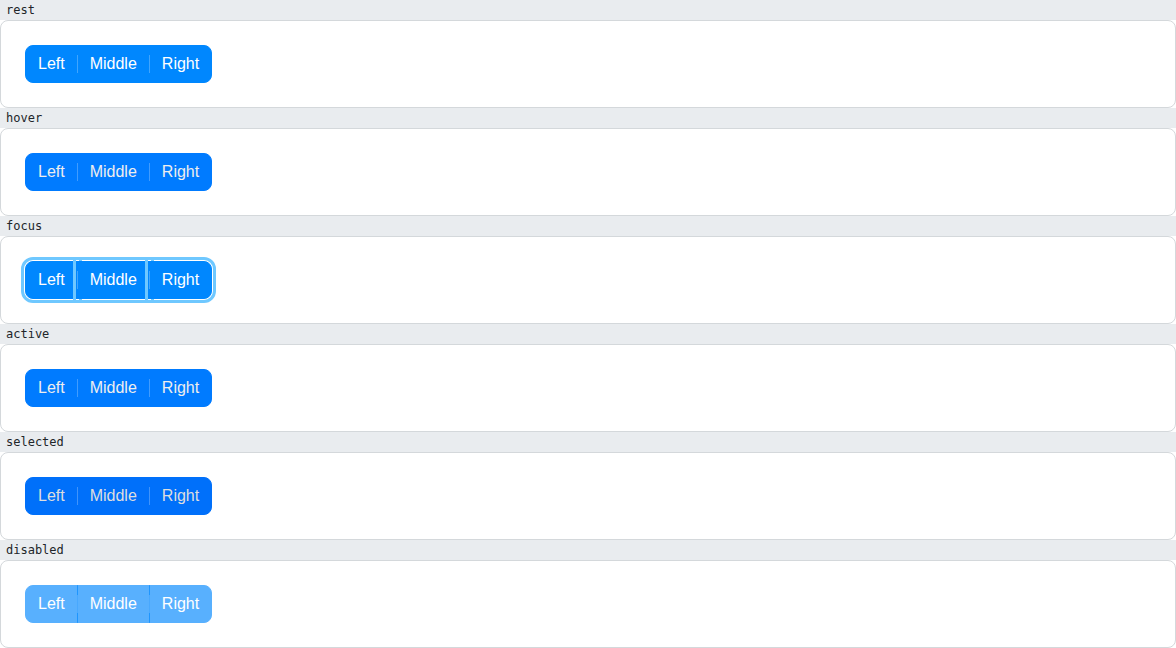 rest
Left Middle Right
hover
Left Middle Right
focus
Left Middle Right
active
Left Middle Right
selected
Left Middle Right
disabled
Left Middle Right